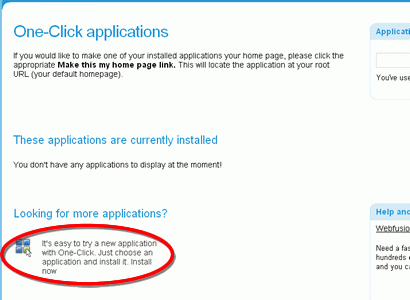 One-Click applications
Applicati
If you would like to make one of your installed applications your home page, please click the
appropriate Make this my home page link. This will locate the application at your root
URL (your default homepage).
You've use
These applications are currently installed
You don't have any applications to display at the moment!
Looking for more applications?
It's easy to try a new application
with One-Click. Just choose an
application and install it. Install
now
Help and
Webfusion
Need a fas
hundreds o
and you ca